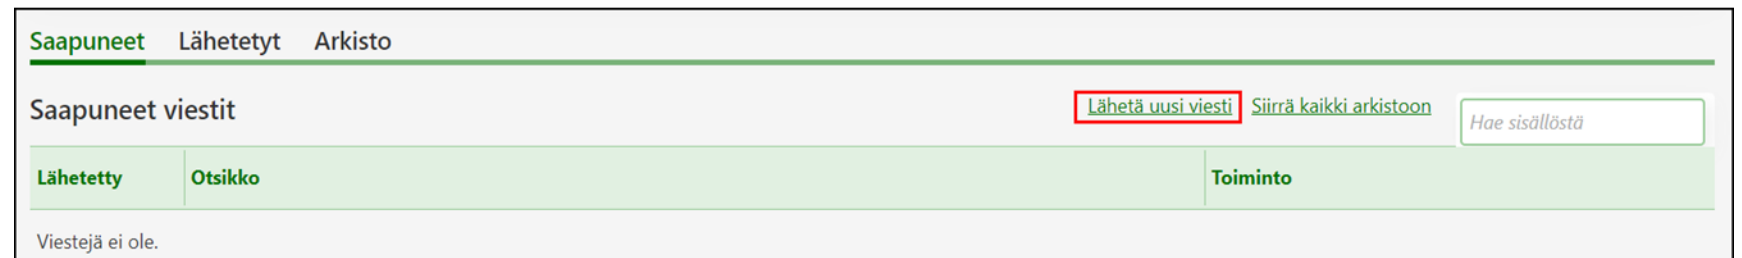 Saapuneet Lähetetyt Arkisto
Saapuneet viestit Lähetä uusi viesti Siirrä kaikki arkistoon Hae sisällöstä
Lähetetty Otsikko Toiminto
Viestejä ei ole.